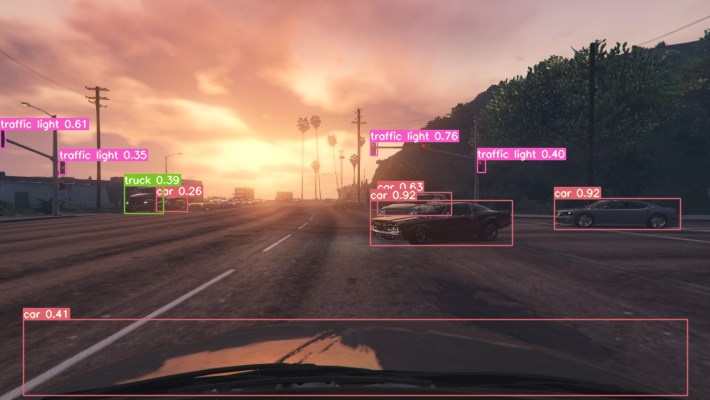 traffic light 0.61
traffic light 0.76
traffic light 0.35
traffic light 0.40
truck 0.39
car 0.26
car 0.63
car 0.92
car 0.92
car 0.41